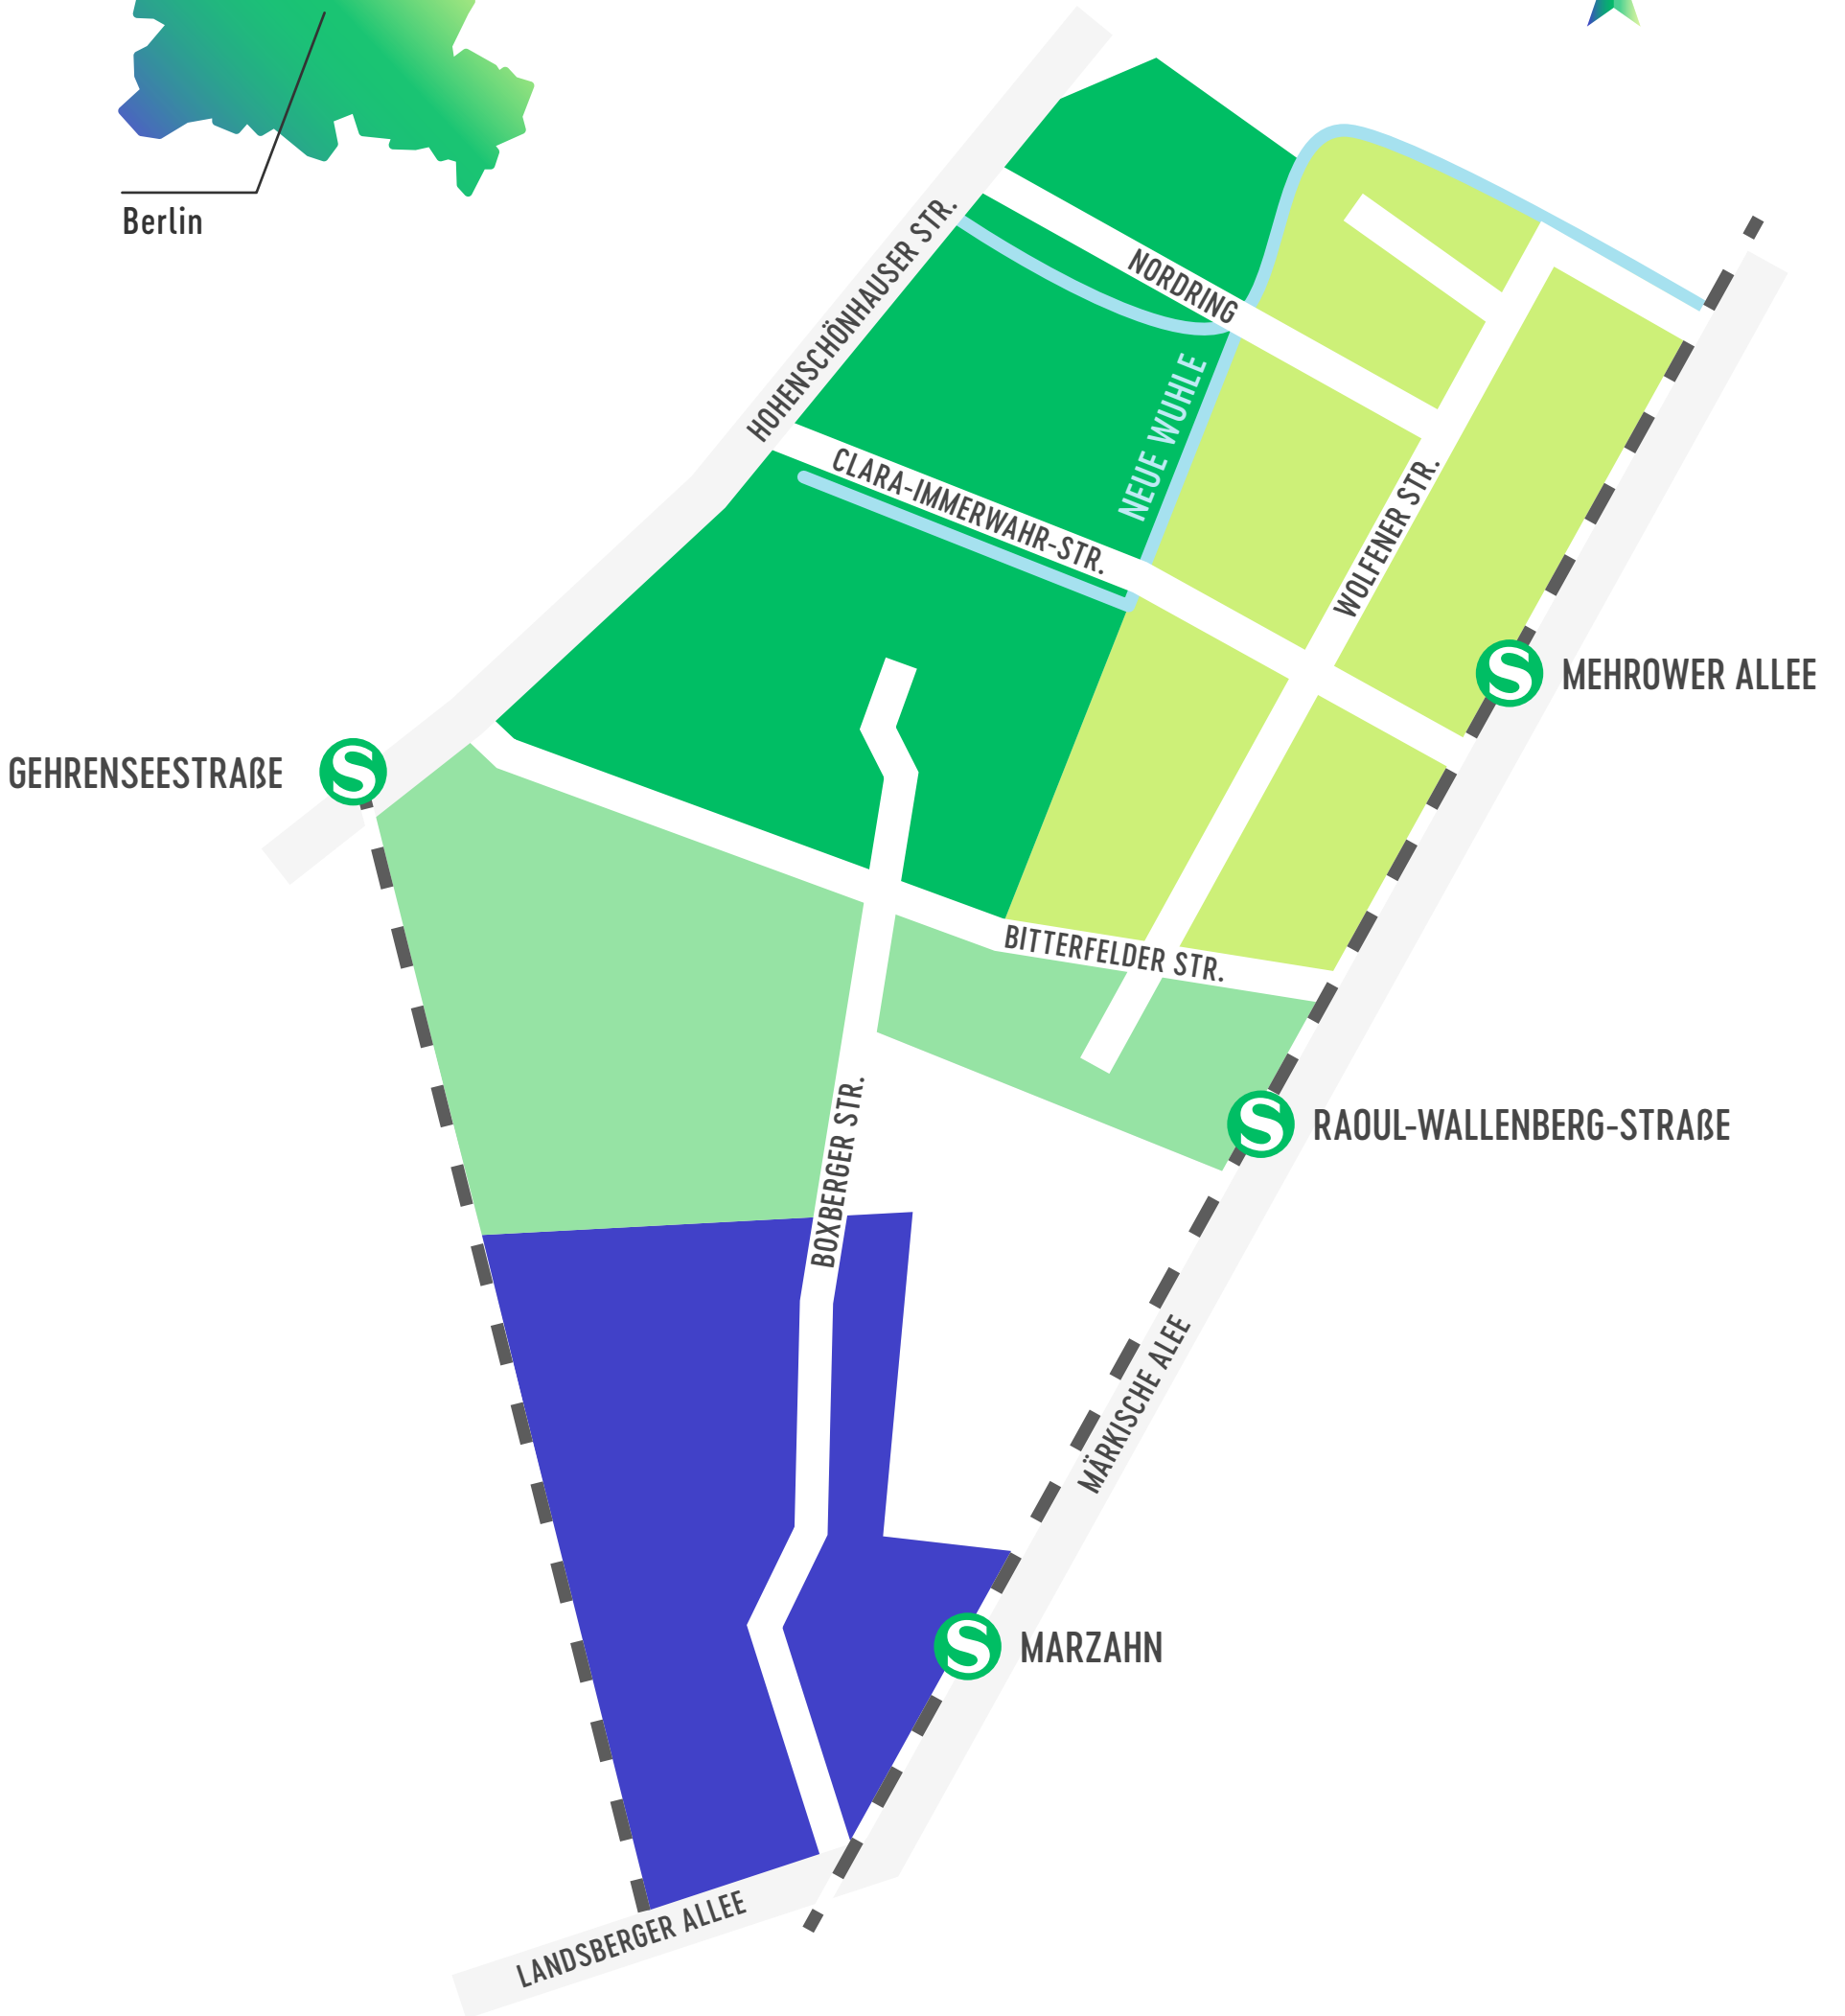 Berlin
HOHENSCHÖNHAUSER STR.
NORDRING
NEUE WUHLE
CLARA-IMMERWAHR-STR.
WOLFENER STR.
S
MEHROWER ALLEE
GEHRENSEESTRAßE
S
BITTERFELDER STR.
BOXBERGER STR.
S
RAOUL-WALLENBERG-STRAßE
MÄRKISCHE ALEE
S
MARZAHN
LANDSBERGER ALLEE